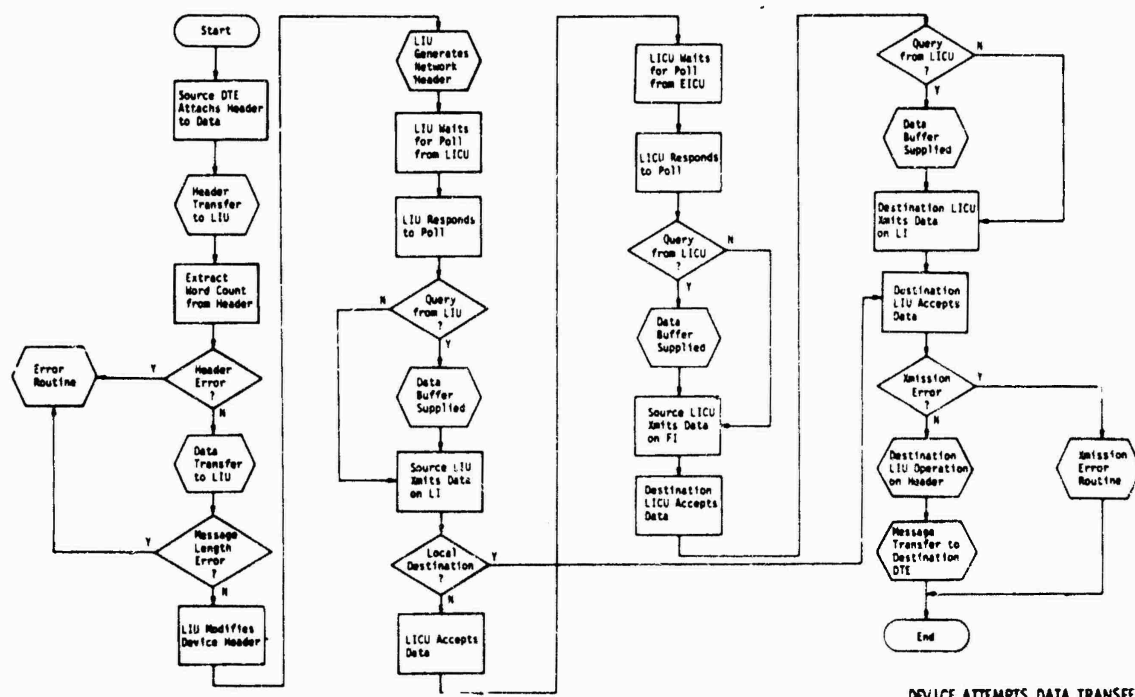 Start
Source DTE
Attachs Header
to Data
Header
Transfer
to LIU
Extract
Word Count
from Header
Header
Error
?
Y
N
Error
Routine
Data
Transfer
to LIU
Message
Length
Error
?
Y
N
LIU Modifies
Device Header
LIU
Generates
Network
Header
LIU Waits
for Poll
from LICU
LIU Responds
to Poll
Query
from LIU
?
N
Y
Data
Buffer
Supplied
Source LIU
Xmits Data
on LI
Local
Destination
?
Y
N
LICU Accepts
Data
LICU Waits
for Poll
from EICU
LICU Responds
to Poll
Query
from LICU
?
N
Y
Data
Buffer
Supplied
Source LICU
Xmits Data
on FI
Destination
LICU Accepts
Data
Query
from LICU
?
N
Y
Data
Buffer
Supplied
Destination LICU
Xmits Data
on LI
Destination
LIU Accepts
Data
Xmission
Error
?
Y
N
Destination
LIU Operation
on Header
Xmission
Error
Routine
Message
Transfer to
Destination
DTE
End
DEVICE ATTEMPTS DATA TRANSFE